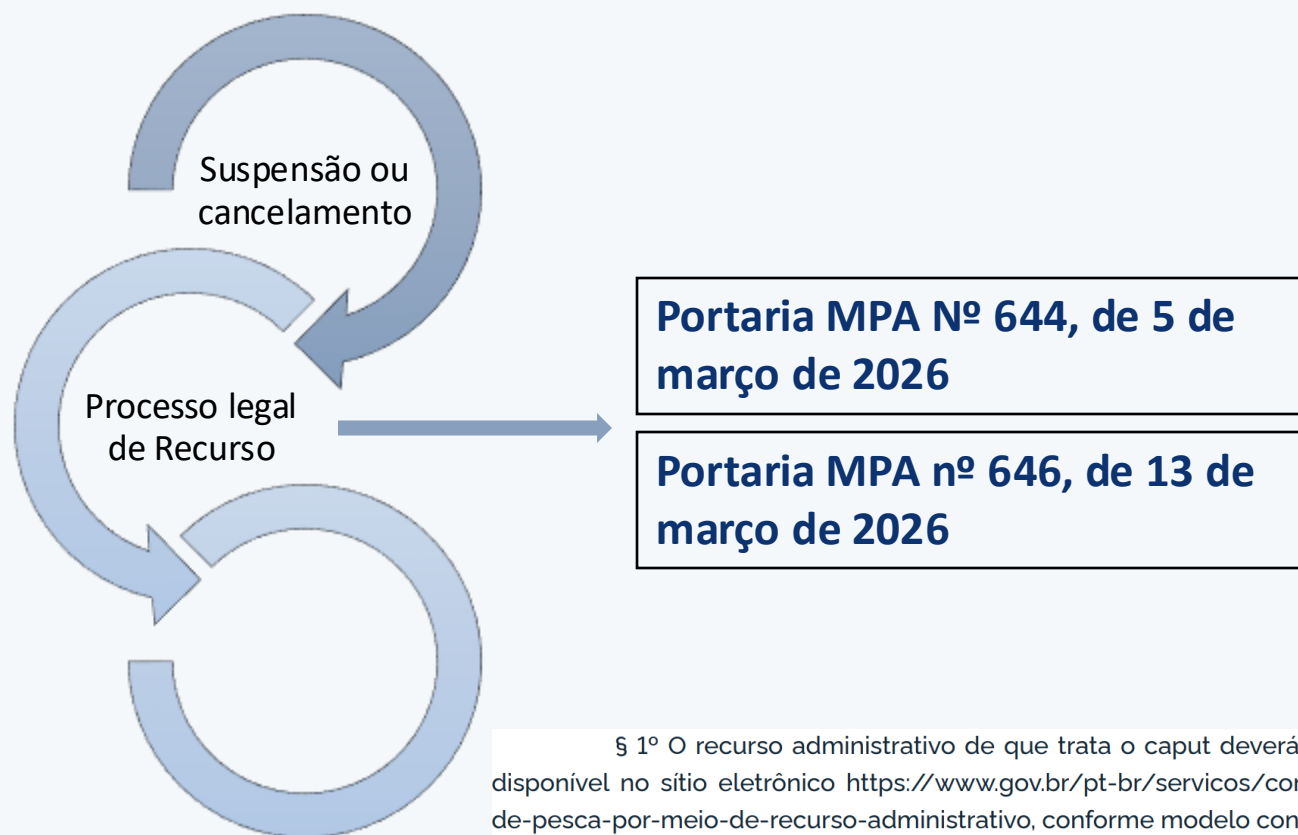 Suspensão ou
cancelamento
Processo legal
de Recurso
Portaria MPA Nº 644, de 5 de
março de 2026
Portaria MPA nº 646, de 13 de
março de 2026
§ 1º O recurso administrativo de que trata o caput deverá
disponível no sítio eletrônico https://www.gov.br/pt-br/servicos/cor
de-pesca-por-meio-de-recurso-administrativo, conforme modelo con